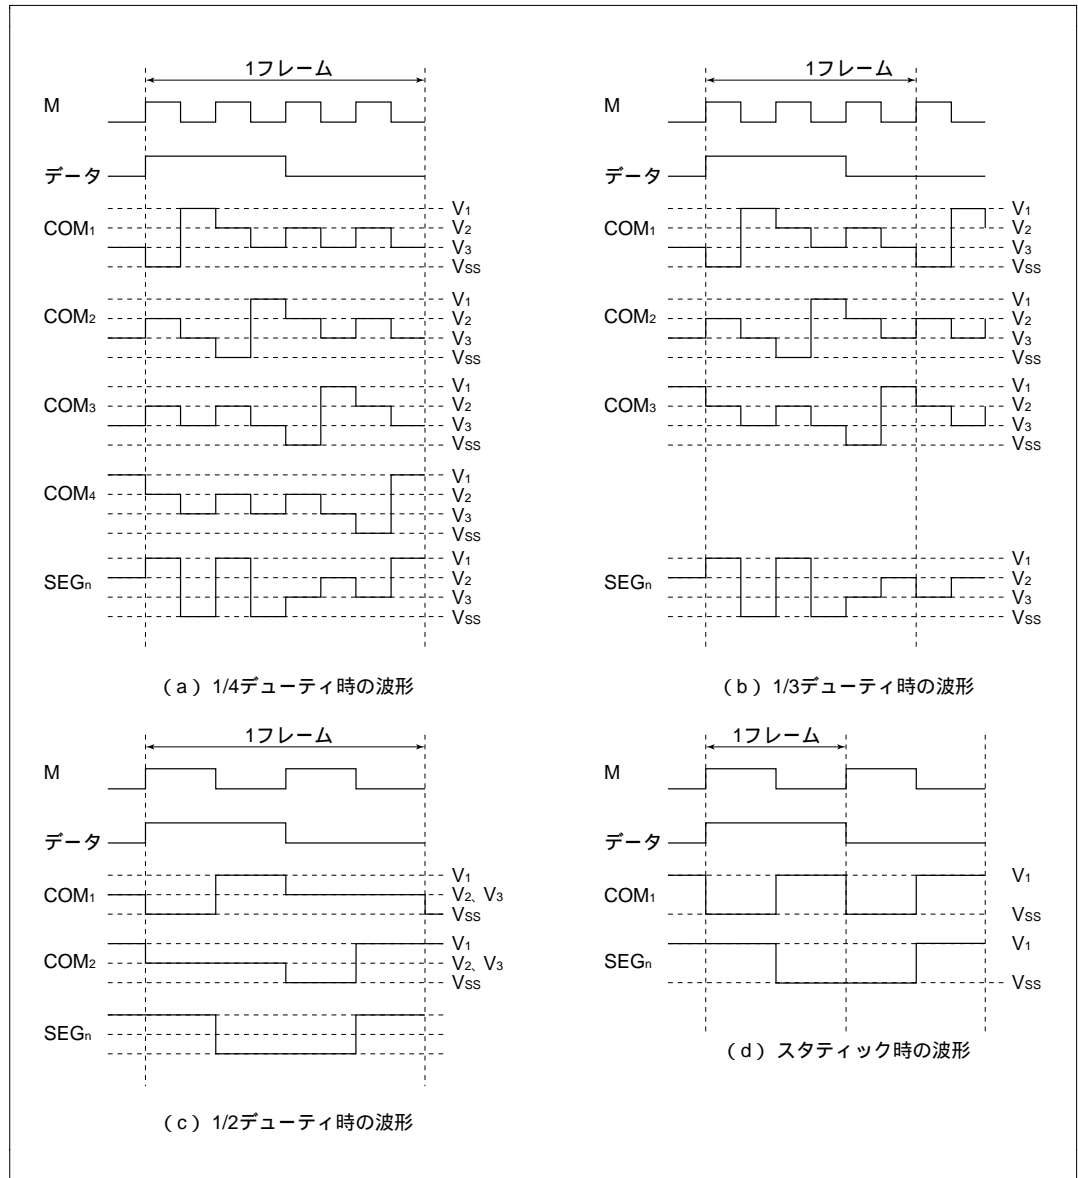 1フレーム
M
データ
COM1
V1
V2
V3
VSS
COM2
V1
V2
V3
VSS
COM3
V1
V2
V3
VSS
COM4
V1
V2
V3
VSS
SEGn
V1
V2
V3
VSS
(a) 1/4デューティ時の波形
1フレーム
M
データ
COM1
V1
V2
V3
VSS
COM2
V1
V2
V3
VSS
COM3
V1
V2
V3
VSS
SEGn
V1
V2
V3
VSS
(b) 1/3デューティ時の波形
1フレーム
M
データ
COM1
V1
V2、V3
VSS
COM2
V1
V2、V3
VSS
SEGn
(c) 1/2デューティ時の波形
1フレーム
M
データ
COM1
V1
VSS
SEGn
V1
VSS
(d) スタティック時の波形